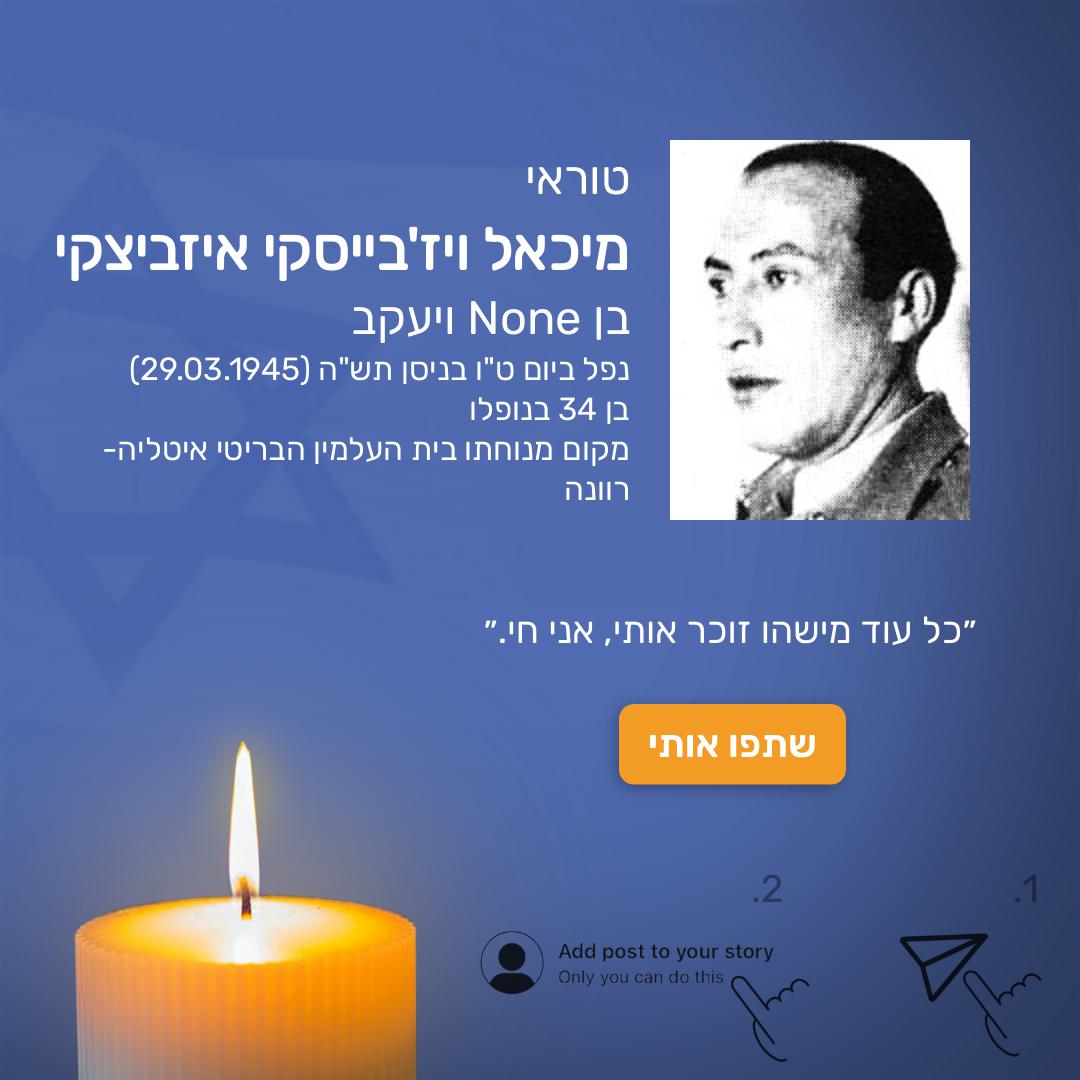 טוראי
מיכאל ויז'בייסקי איזביצקי
בן None ויעקב
נפל ביום ט"ו בניסן תש"ה (29.03.1945)
בן 34 בנופלו
מקום מנוחתו בית העלמין הבריטי איטליה-
רוונה
״כל עוד מישהו זוכר אותי, אני חי.״
שתפו אותי
.1
.2
Add post to your story
Only you can do this